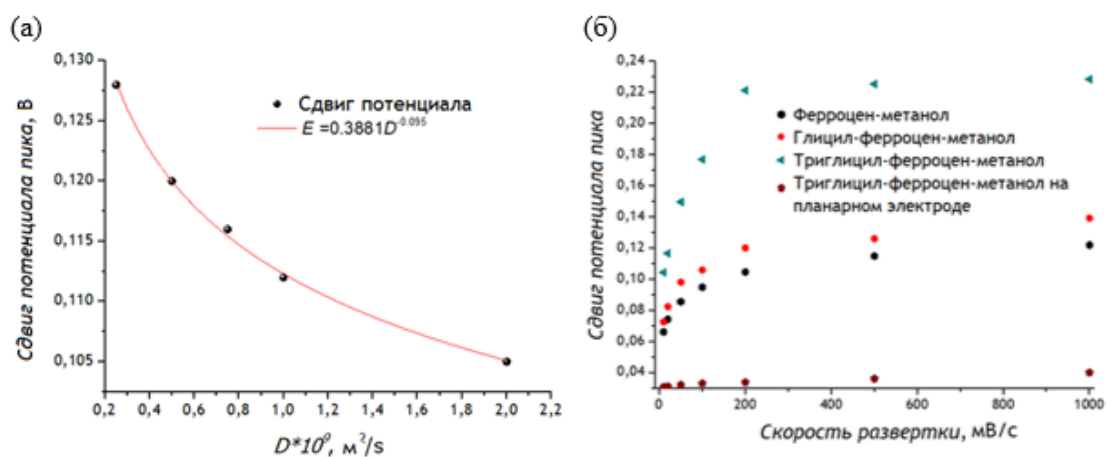 (а)
0,130
0,125
0,120
0,115
0,110
0,105
Сдвиг потенциала пика, В
Сдвиг потенциала
E =0.3881D^-0.095
0,2 0,4 0,6 0,8 1,0 1,2 1,4 1,6 1,8 2,0 2,2
D*10⁹, м²/s
(б)
0,24
0,22
0,20
0,18
0,16
0,14
0,12
0,10
0,08
0,06
0,04
Сдвиг потенциала пика
Ферроцен-метанол
Глицил-ферроцен-метанол
Триглицил-ферроцен-метанол
Триглицил-ферроцен-метанол на
планарном электроде
0 200 400 600 800 1000
Скорость развертки, мВ/с